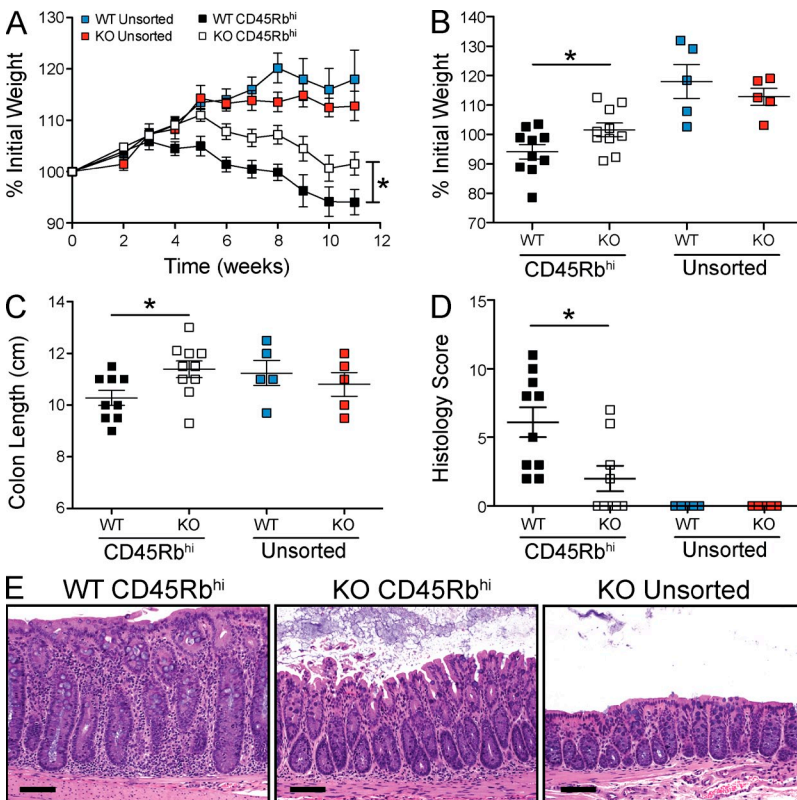 A
WT Unsorted
WT CD45Rbhi
KO Unsorted
KO CD45Rbhi
% Initial Weight
130
120
110
100
90
0 2 4 6 8 10 12
Time (weeks)
*
B
% Initial Weight
130
120
110
100
90
80
70
*
WT KO WT KO
CD45Rbhi Unsorted
C
Colon Length (cm)
14
12
10
8
6
*
WT KO WT KO
CD45Rbhi Unsorted
D
Histology Score
15
10
5
0
*
WT KO WT KO
CD45Rbhi Unsorted
E WT CD45Rbhi KO CD45Rbhi KO Unsorted